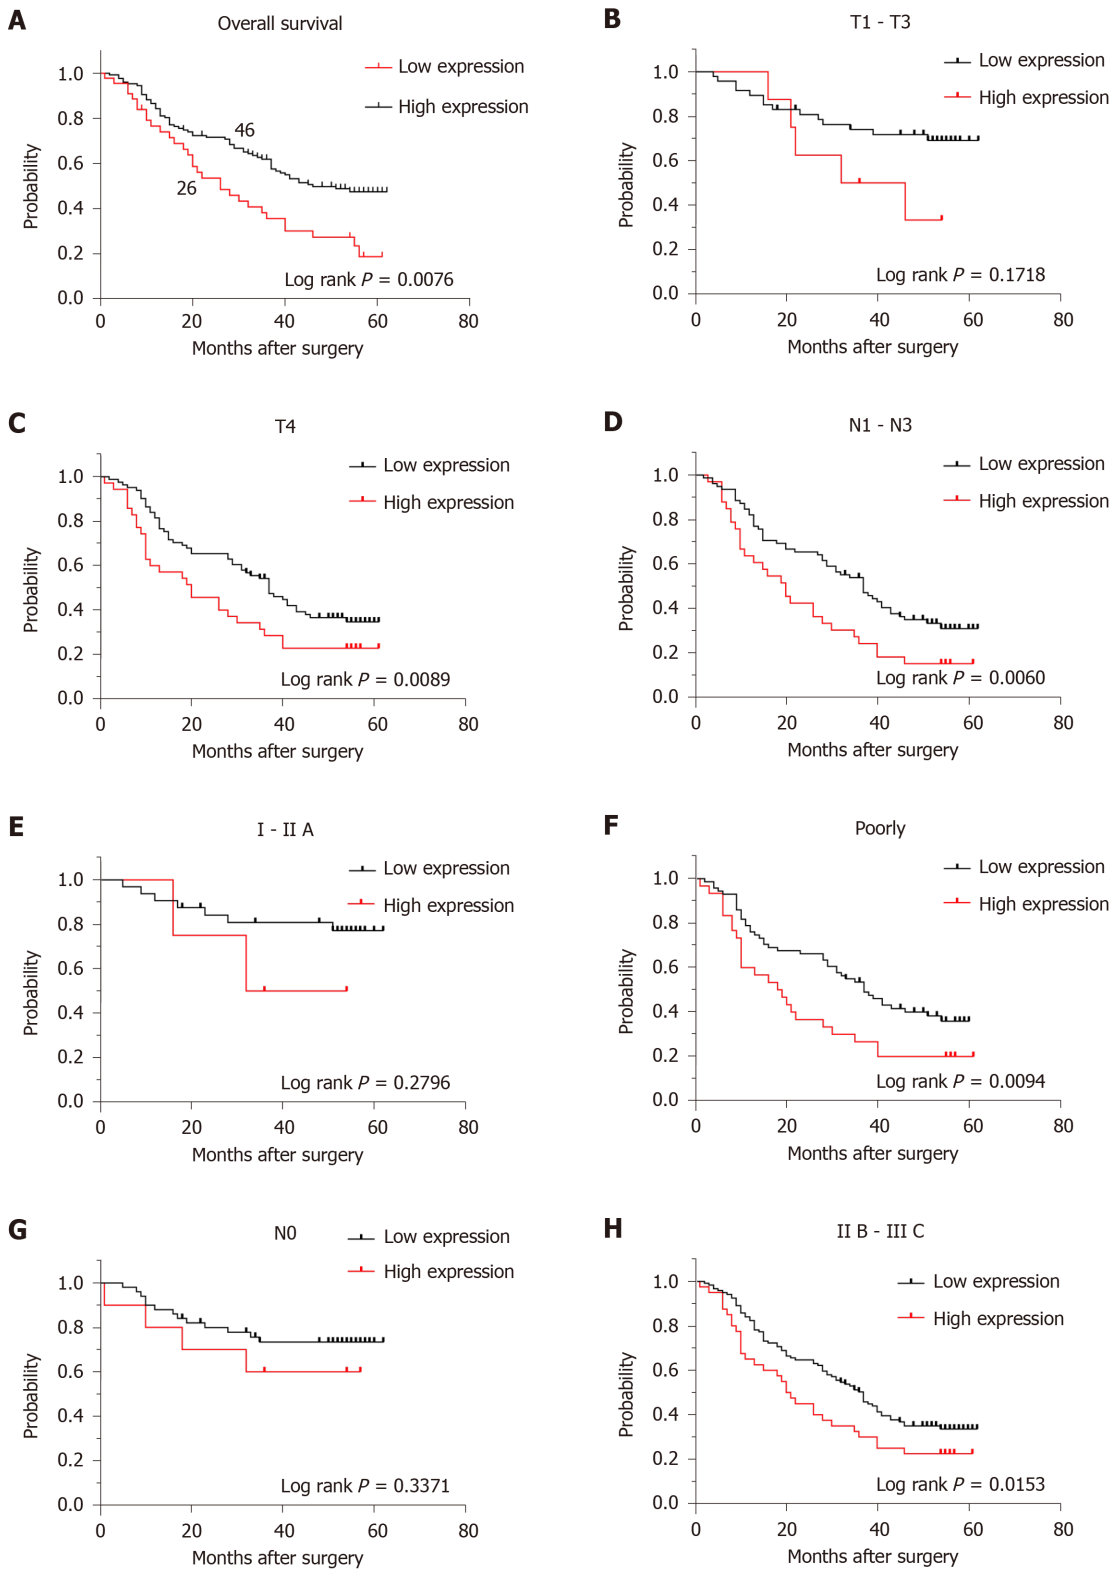 A
Overall survival
Low expression
High expression
1.0
0.8
0.6
0.4
0.2
0.0
Probability
46
26
Log rank P = 0.0076
0 20 40 60 80
Months after surgery
B
T1 - T3
Low expression
High expression
1.0
0.8
0.6
0.4
0.2
0.0
Probability
Log rank P = 0.1718
0 20 40 60 80
Months after surgery
C
T4
Low expression
High expression
1.0
0.8
0.6
0.4
0.2
0.0
Probability
Log rank P = 0.0089
0 20 40 60 80
Months after surgery
D
N1 - N3
Low expression
High expression
1.0
0.8
0.6
0.4
0.2
0.0
Probability
Log rank P = 0.0060
0 20 40 60 80
Months after surgery
E
I - II A
Low expression
High expression
1.0
0.8
0.6
0.4
0.2
0.0
Probability
Log rank P = 0.2796
0 20 40 60 80
Months after surgery
F
Poorly
Low expression
High expression
1.0
0.8
0.6
0.4
0.2
0.0
Probability
Log rank P = 0.0094
0 20 40 60 80
Months after surgery
G
N0
Low expression
High expression
1.0
0.8
0.6
0.4
0.2
0.0
Probability
Log rank P = 0.3371
0 20 40 60 80
Months after surgery
H
II B - III C
Low expression
High expression
1.0
0.8
0.6
0.4
0.2
0.0
Probability
Log rank P = 0.0153
0 20 40 60 80
Months after surgery